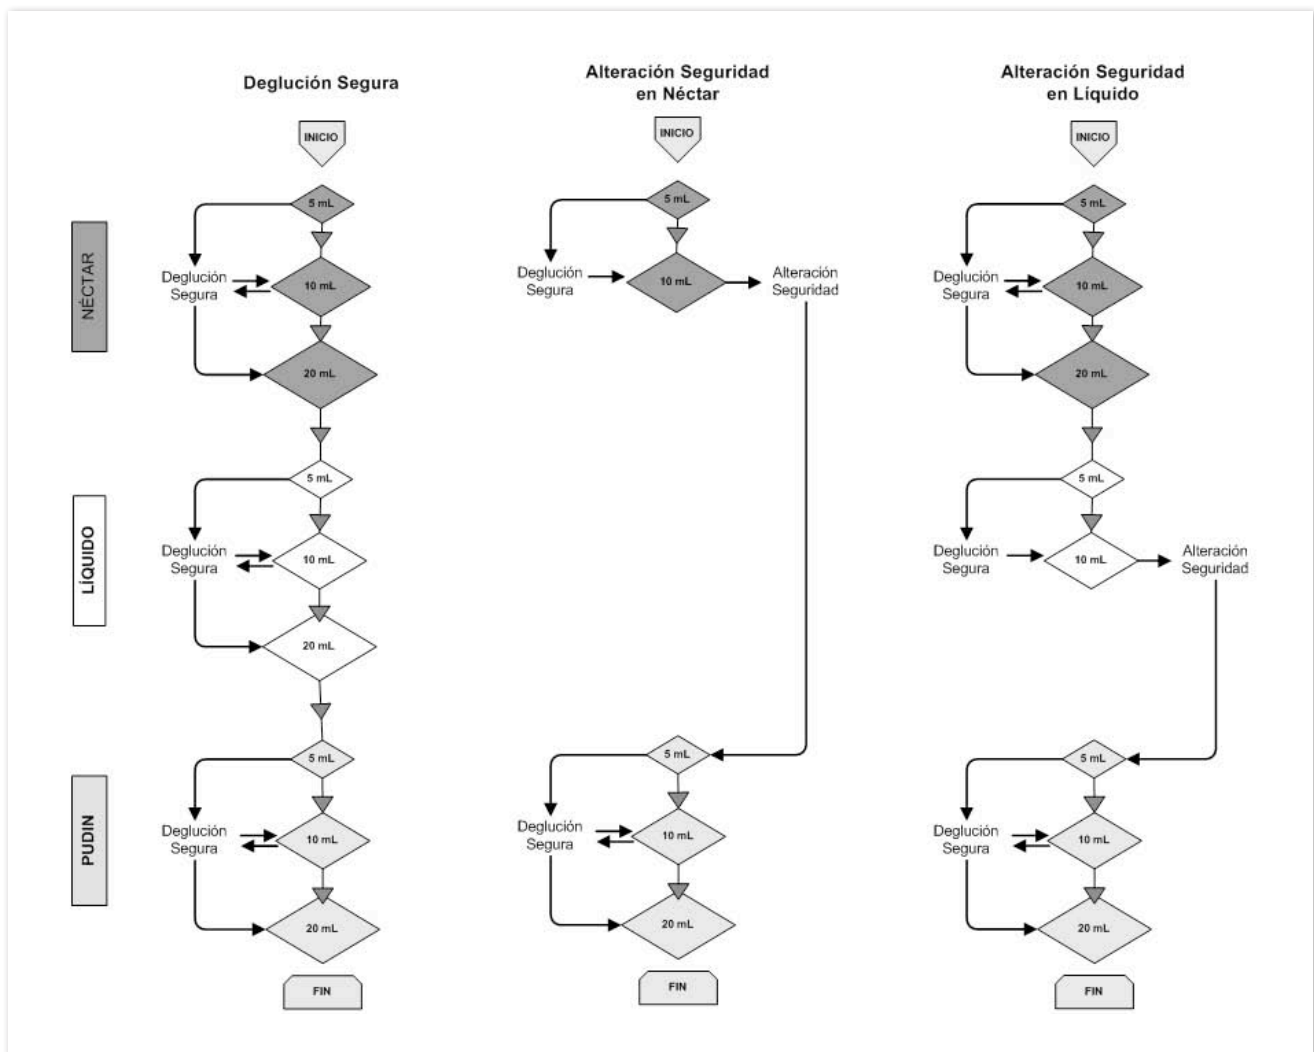 Deglución Segura
INICIO
5 mL
Deglución
Segura
10 mL
20 mL
5 mL
Deglución
Segura
10 mL
20 mL
5 mL
Deglución
Segura
10 mL
20 mL
FIN
Alteración Seguridad
en Néctar
INICIO
5 mL
Deglución
Segura
10 mL
Alteración
Seguridad
5 mL
Deglución
Segura
10 mL
20 mL
FIN
Alteración Seguridad
en Líquido
INICIO
5 mL
Deglución
Segura
10 mL
20 mL
5 mL
Deglución
Segura
10 mL
Alteración
Seguridad
5 mL
Deglución
Segura
10 mL
20 mL
FIN
NÉCTAR
LÍQUIDO
PUDIN